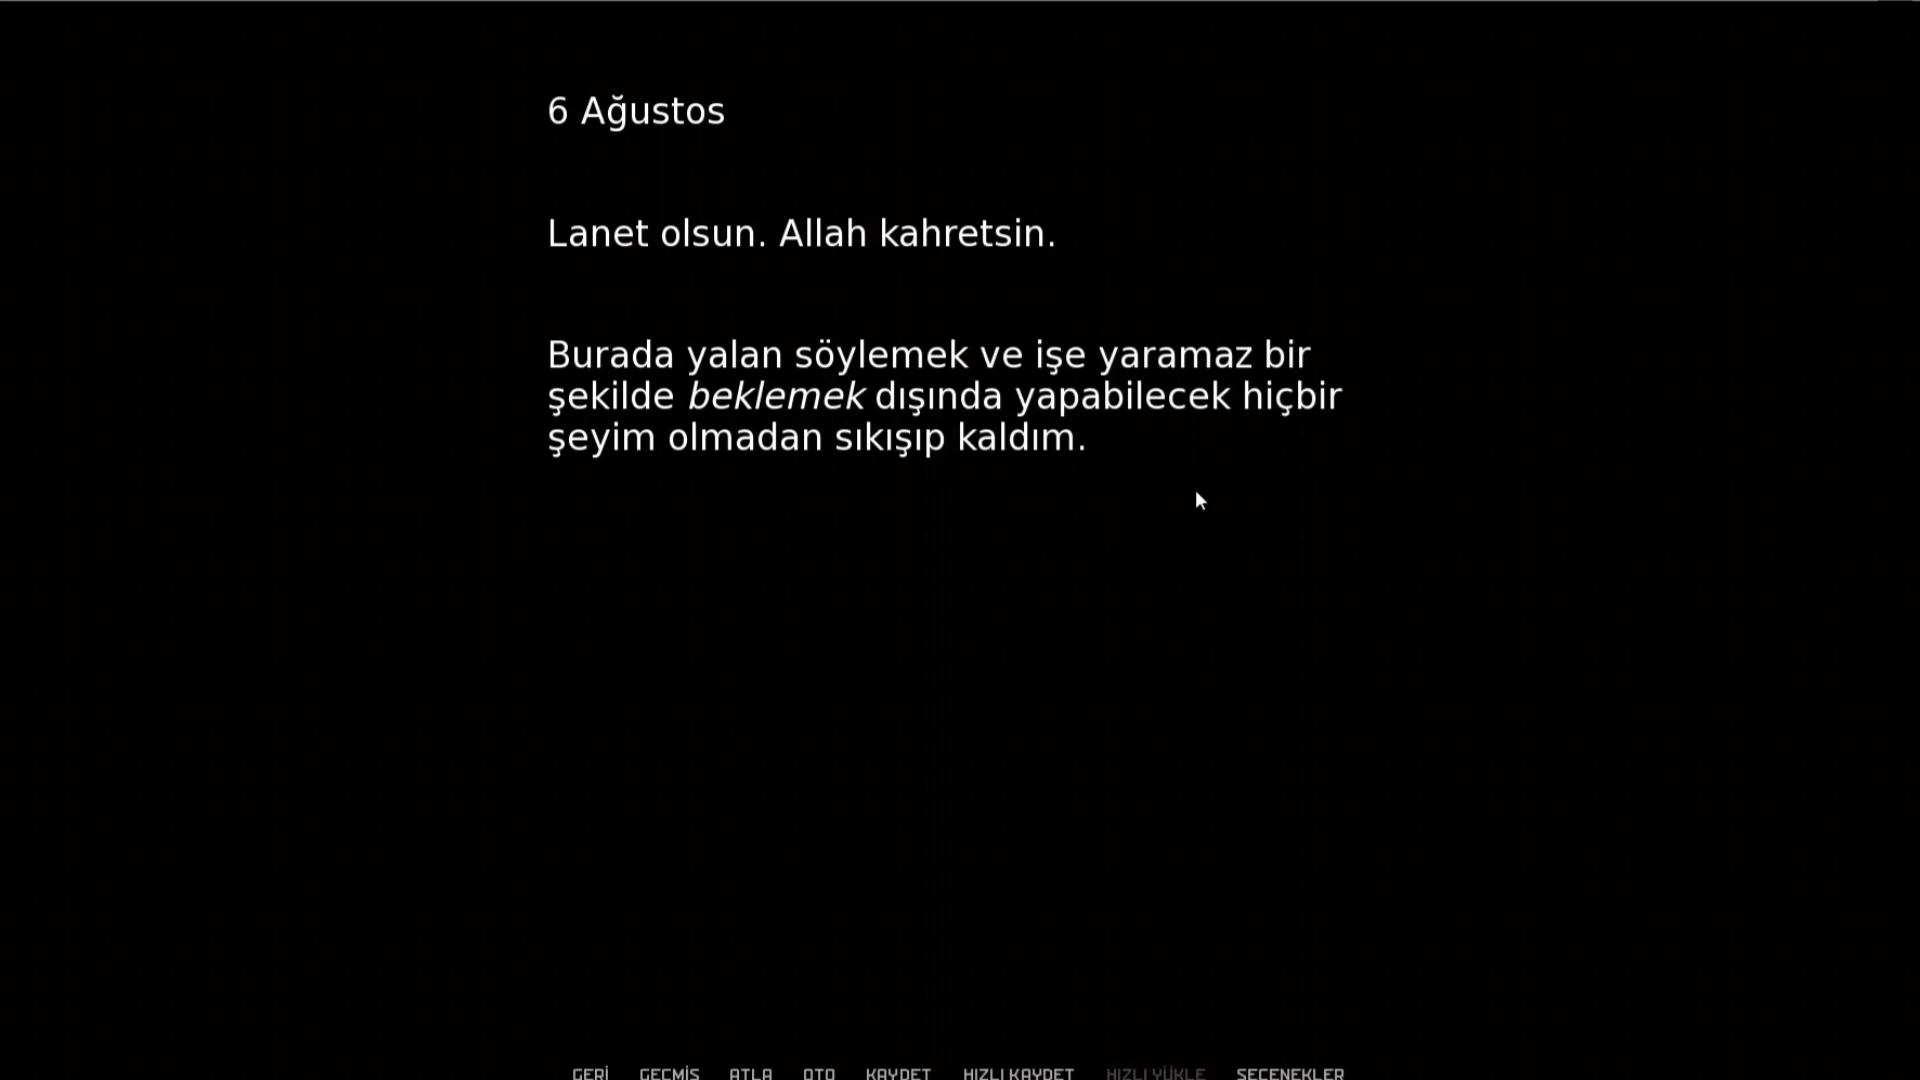 6 Ağustos
Lanet olsun. Allah kahretsin.
Burada yalan söylemek ve işe yaramaz bir
şekilde beklemek dışında yapabilecek hiçbir
şeyim olmadan sıkışıp kaldım.
GERİ GEÇMİŞ ATLA OTO KAYDET HIZLI KAYDET HIZLI YÜKLE SEÇENEKLER